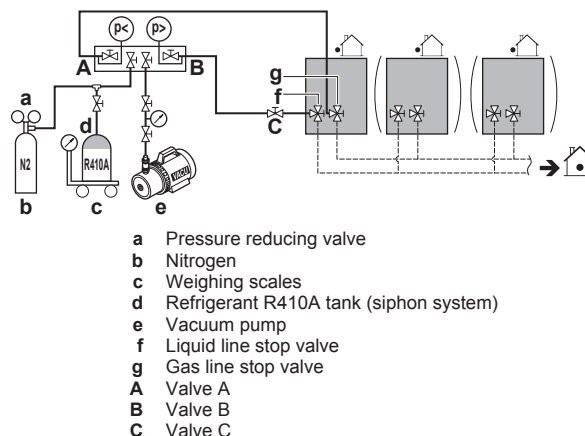 p< p>
A B
g
f
C
a
d
N2 R410A
VACU
b c e
a Pressure reducing valve
b Nitrogen
c Weighing scales
d Refrigerant R410A tank (siphon system)
e Vacuum pump
f Liquid line stop valve
g Gas line stop valve
A Valve A
B Valve B
C Valve C